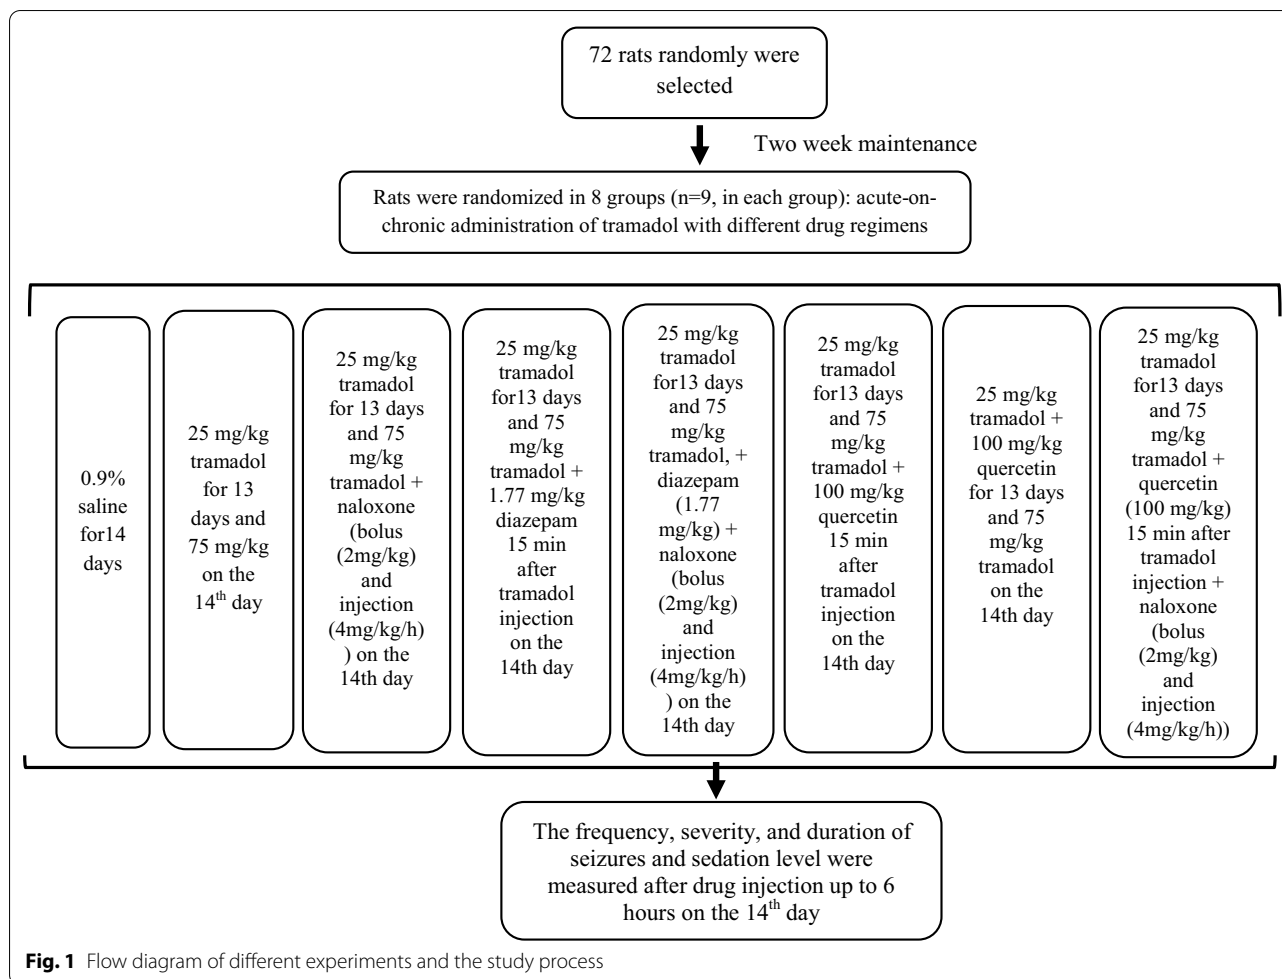 72 rats randomly were
selected
Two week maintenance
Rats were randomized in 8 groups (n=9, in each group): acute-on-
chronic administration of tramadol with different drug regimens
0.9%
saline
for14
days
25 mg/kg
tramadol
for 13
days and
75 mg/kg
on the
14th day
25 mg/kg
tramadol
for 13 days
and 75
mg/kg
tramadol +
naloxone
(bolus
(2mg/kg)
and
injection
(4mg/kg/h)
) on the
14th day
25 mg/kg
tramadol
for13 days
and 75
mg/kg
tramadol +
1.77 mg/kg
diazepam
15 min
after
tramadol
injection
on the
14th day
25 mg/kg
tramadol
for13 days
and 75
mg/kg
tramadol, +
diazepam
(1.77
mg/kg) +
naloxone
(bolus
(2mg/kg)
and
injection
(4mg/kg/h)
) on the
14th day
25 mg/kg
tramadol
for13 days
and 75
mg/kg
tramadol +
100 mg/kg
quercetin
15 min
after
tramadol
injection
on the
14th day
25 mg/kg
tramadol +
100 mg/kg
quercetin
for 13 days
and 75
mg/kg
tramadol
on the
14th day
25 mg/kg
tramadol
for13 days
and 75
mg/kg
tramadol +
quercetin
(100 mg/kg)
15 min after
tramadol
injection +
naloxone
(bolus
(2mg/kg)
and
injection
(4mg/kg/h))
The frequency, severity, and duration of
seizures and sedation level were
measured after drug injection up to 6
hours on the 14th day
Fig. 1 Flow diagram of different experiments and the study process